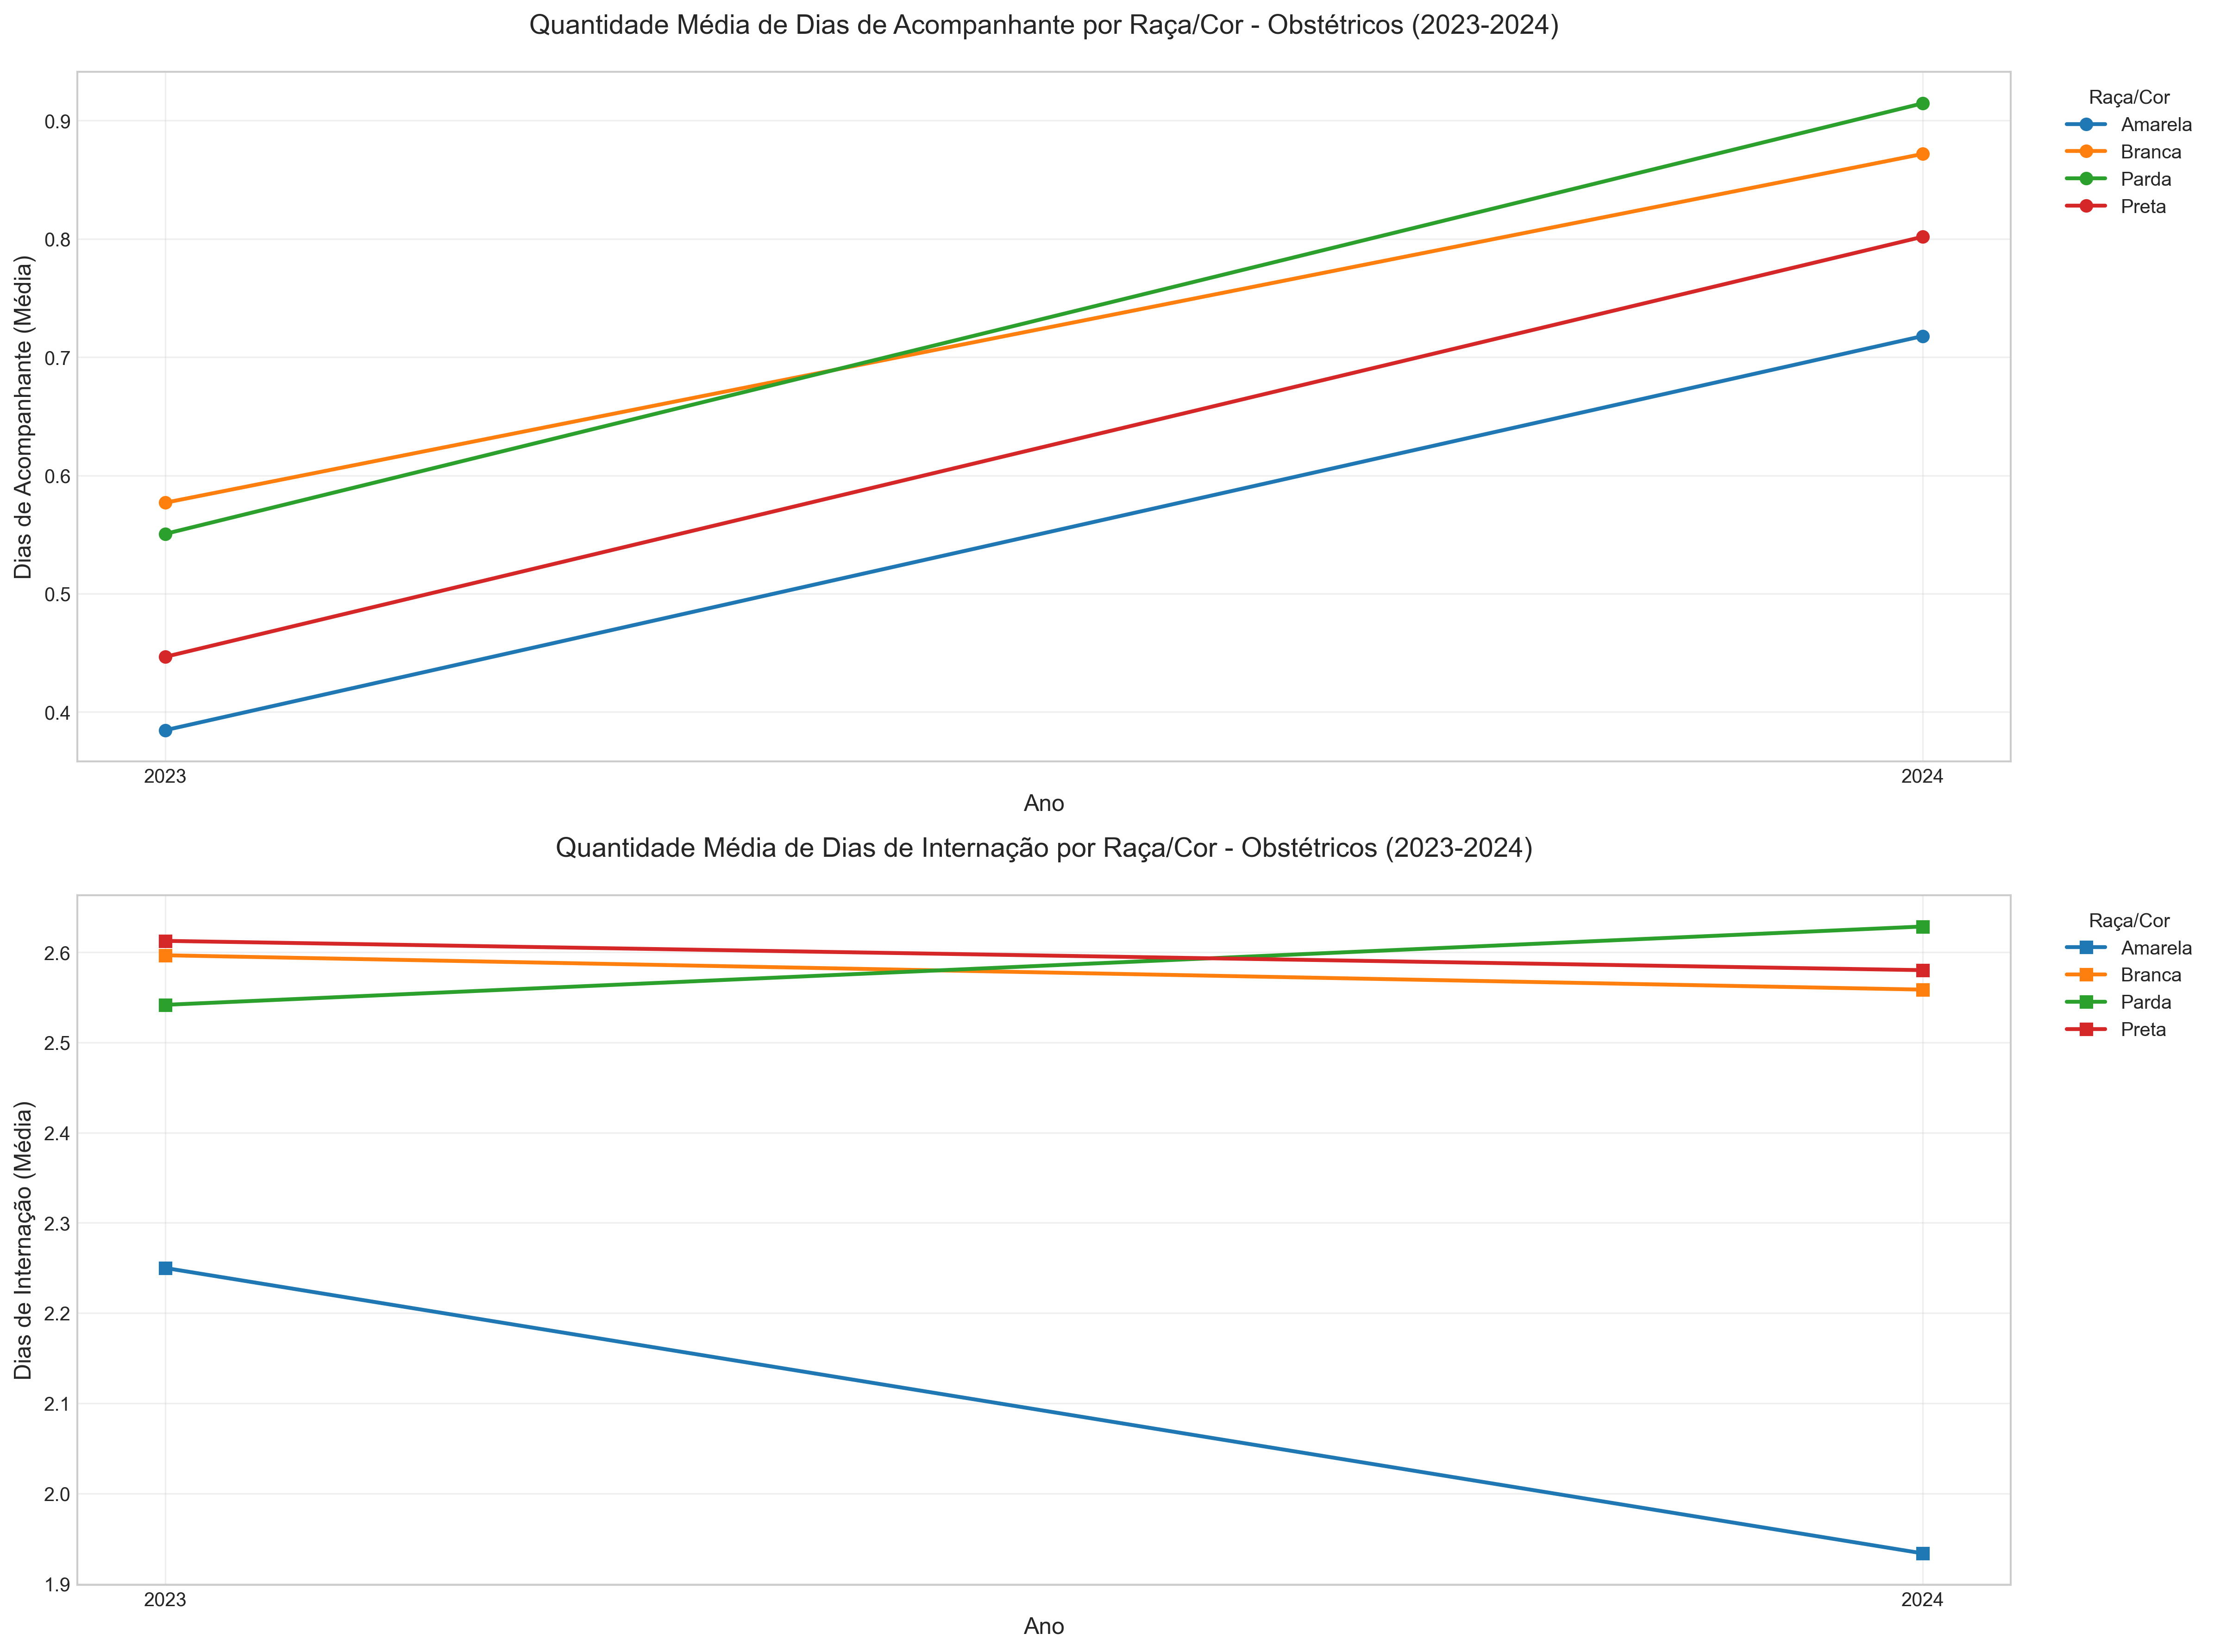 Quantidade Média de Dias de Acompanhante por Raça/Cor - Obstétricos (2023-2024)
Dias de Acompanhante (Média)
0.9
0.8
0.7
0.6
0.5
0.4
2023
2024
Ano
Raça/Cor
Amarela
Branca
Parda
Preta
Quantidade Média de Dias de Internação por Raça/Cor - Obstétricos (2023-2024)
Dias de Internação (Média)
2.6
2.5
2.4
2.3
2.2
2.1
2.0
1.9
2023
2024
Ano
Raça/Cor
Amarela
Branca
Parda
Preta